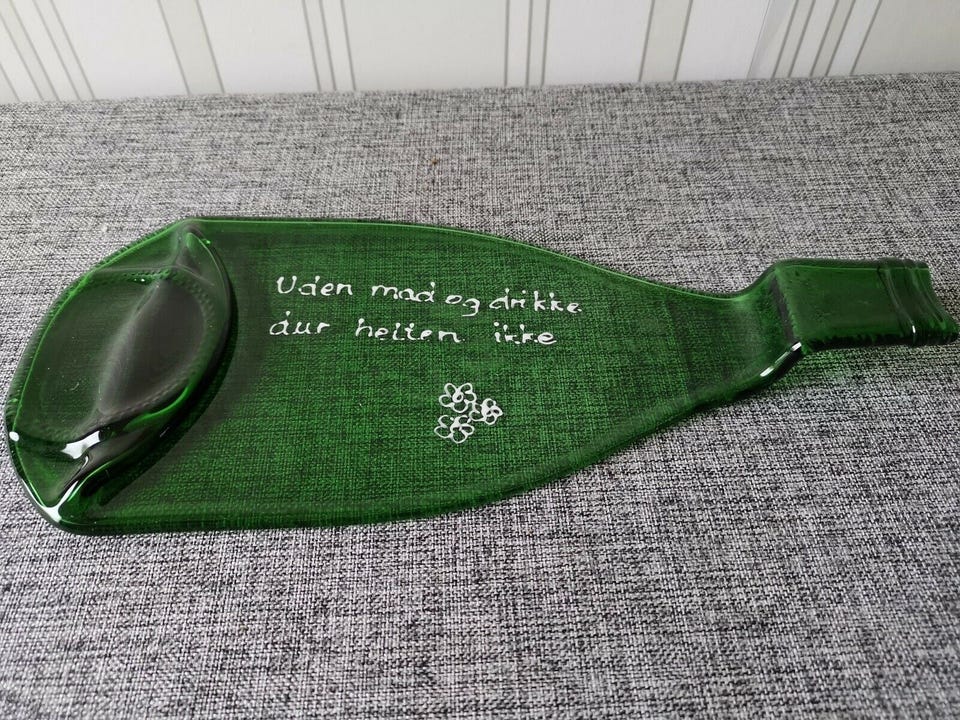 Uden mad og drikke
dur helten ikke